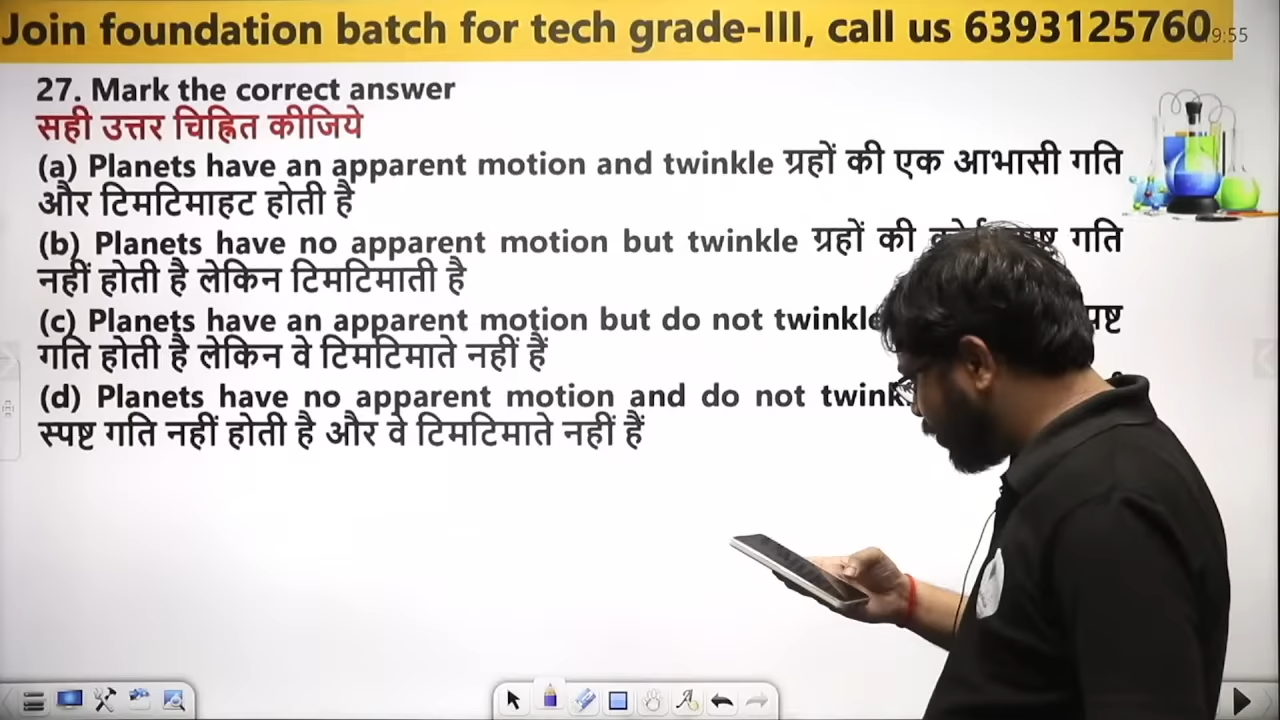 Join foundation batch for tech grade-III, call us 6393125760
9:55
27. Mark the correct answer
सही उत्तर चिह्नित कीजिये
(a) Planets have an apparent motion and twinkle ग्रहों की एक आभासी गति
और टिमटिमाहट होती है
(b) Planets have no apparent motion but twinkle ग्रहों की गति
नहीं होती है लेकिन टिमटिमाती है
(c) Planets have an apparent motion but do not twinkle
गति होती है लेकिन वे टिमटिमाते नहीं हैं
(d) Planets have no apparent motion and do not
स्पष्ट गति नहीं होती है और वे टिमटिमाते नहीं हैं